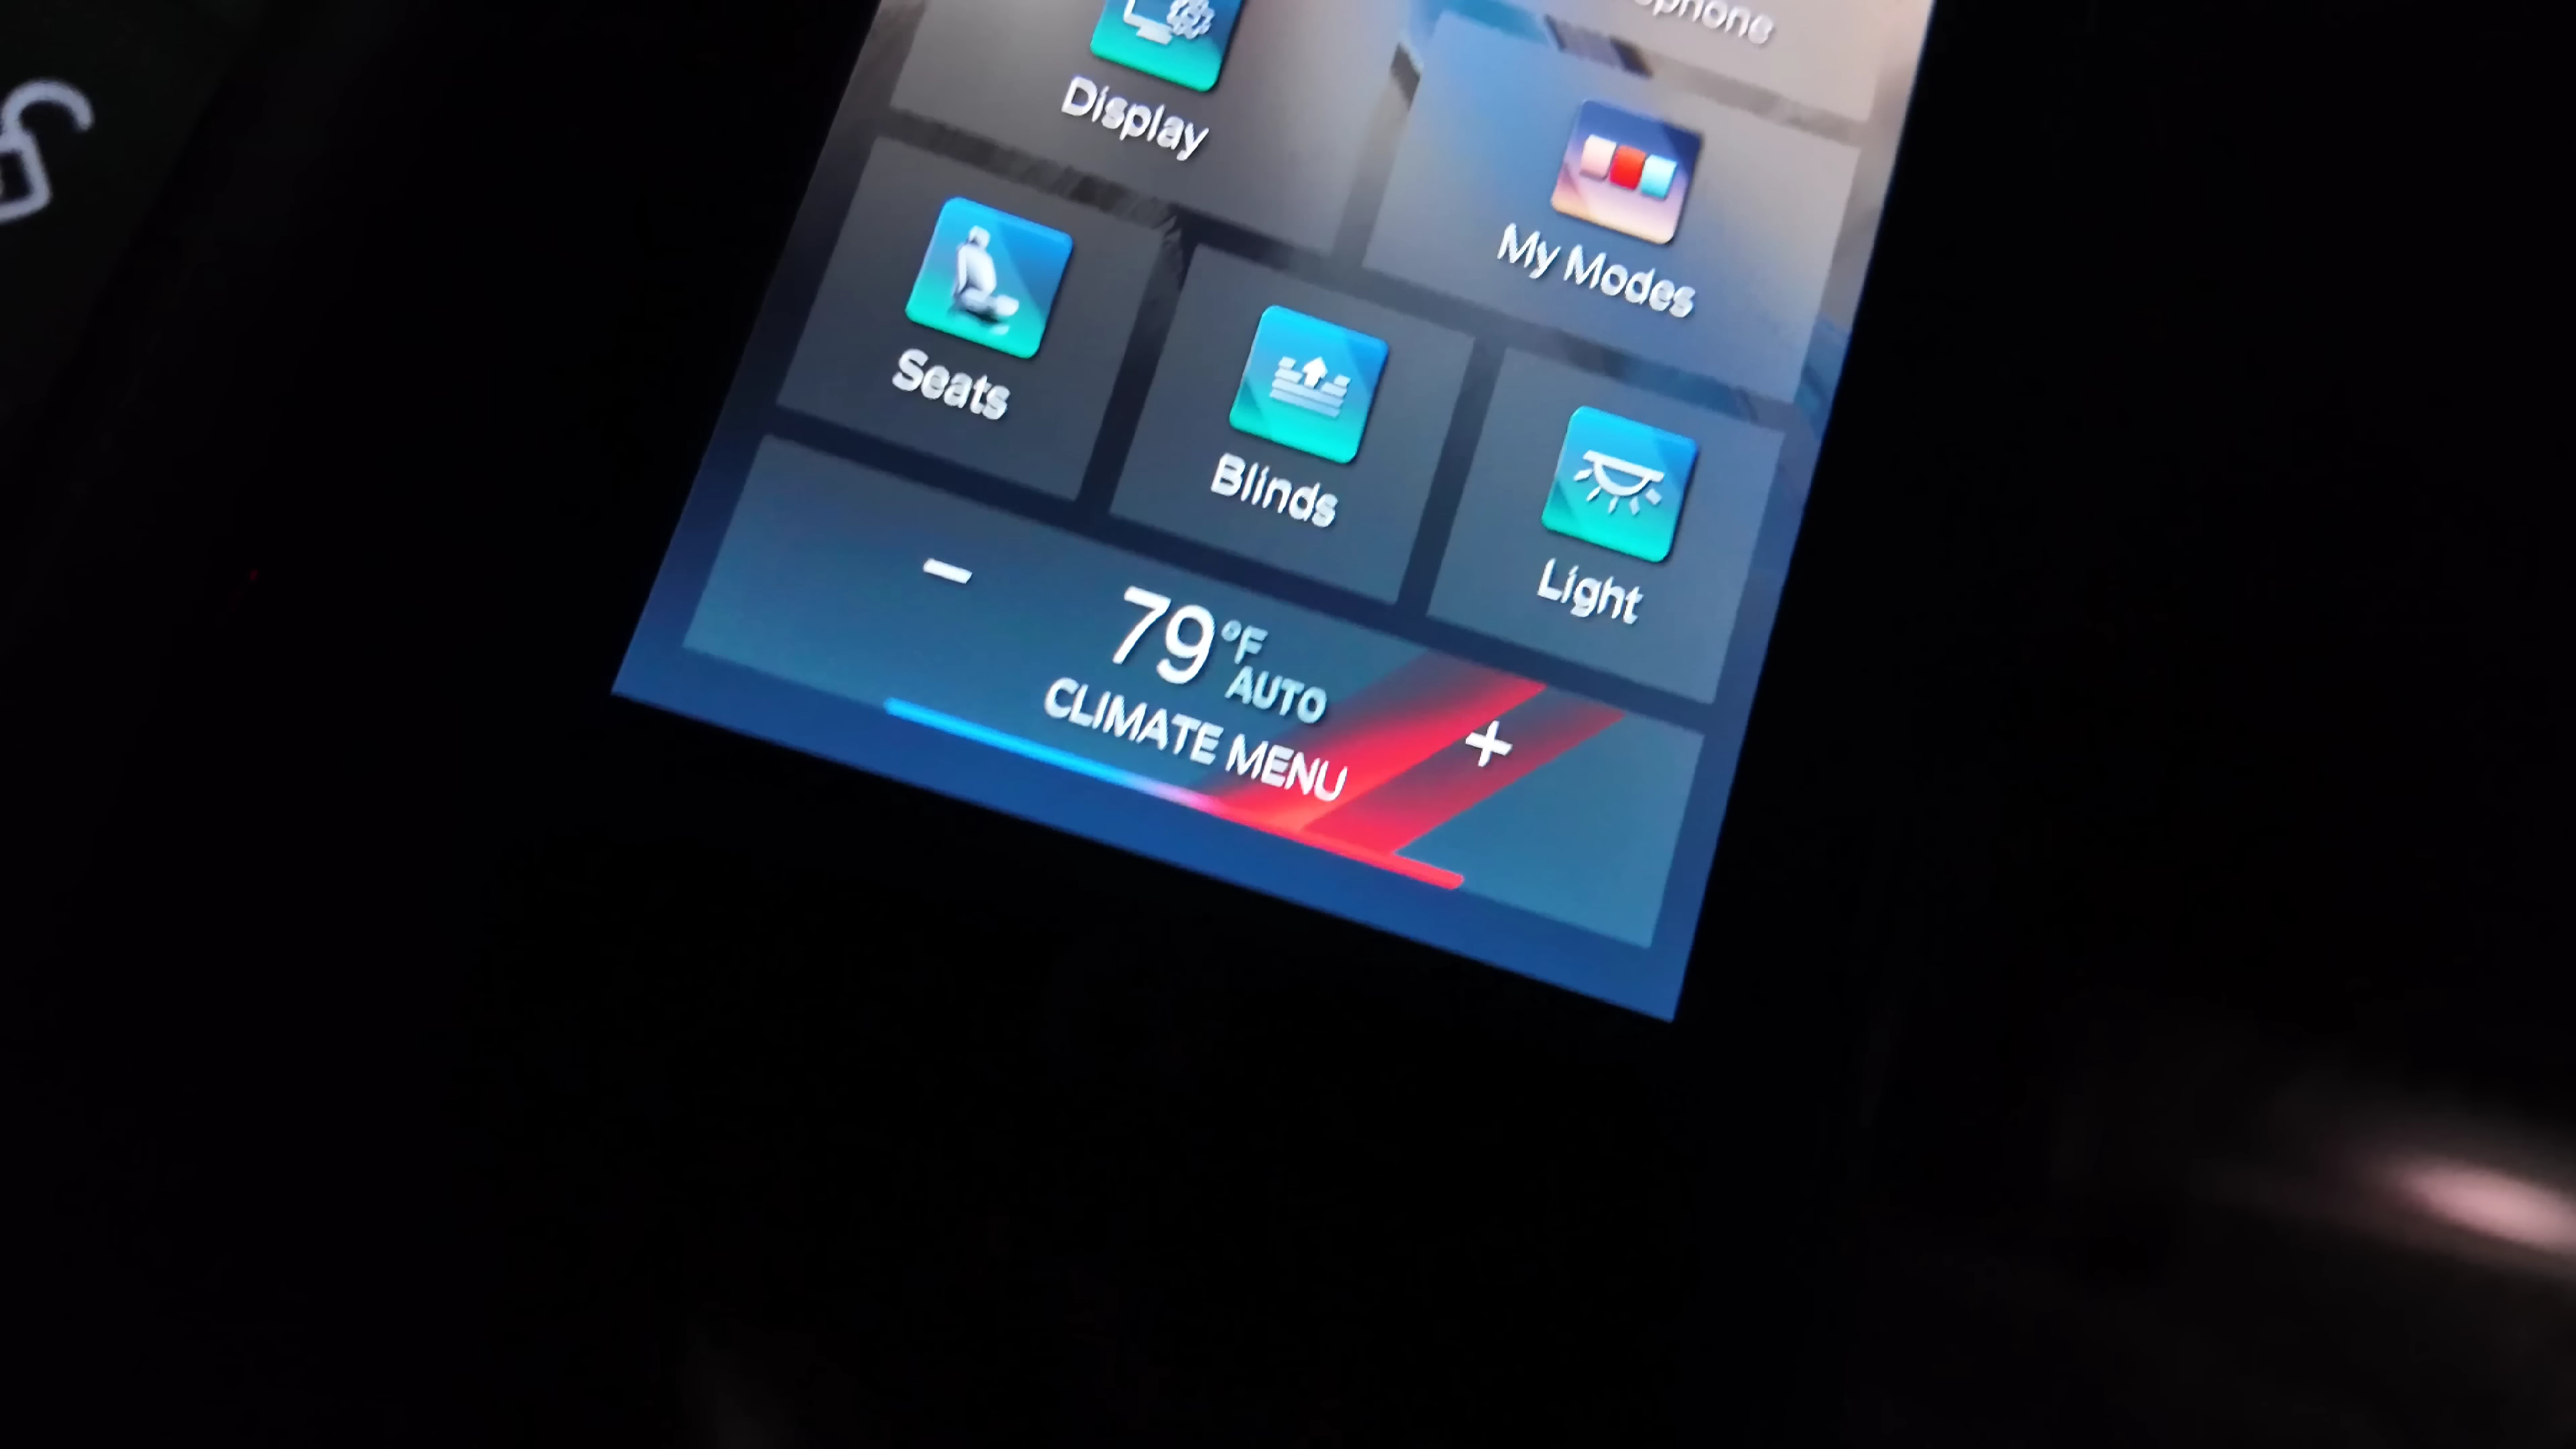 Display
My Modes
Seats
Blinds
Light
− 79 °F AUTO +
CLIMATE MENU